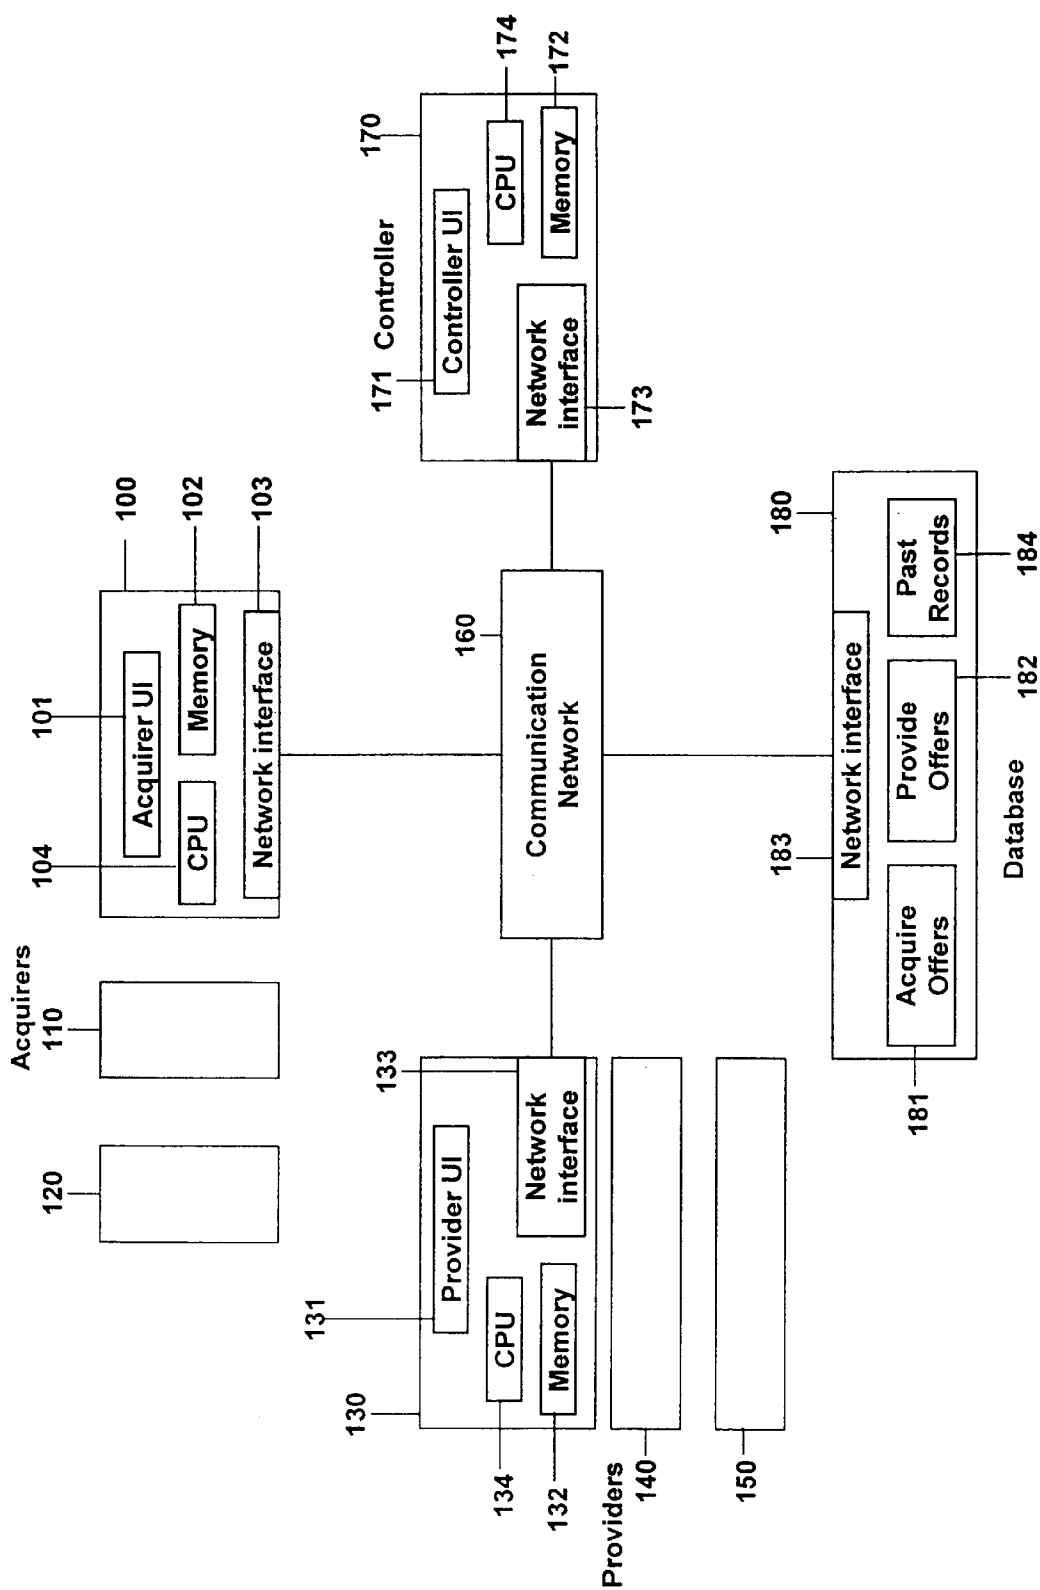 Acquirers
120
110
100
101
102
104
103
Acquirer UI
CPU
Memory
Network interface
Controller
170
171
174
172
173
Controller UI
CPU
Memory
Network
interface
160
Communication
Network
Providers
130
131
133
134
132
140
150
Provider UI
CPU
Memory
Network
interface
180
183
Network interface
Acquire
Offers
Provide
Offers
Past
Records
181
182
184
Database